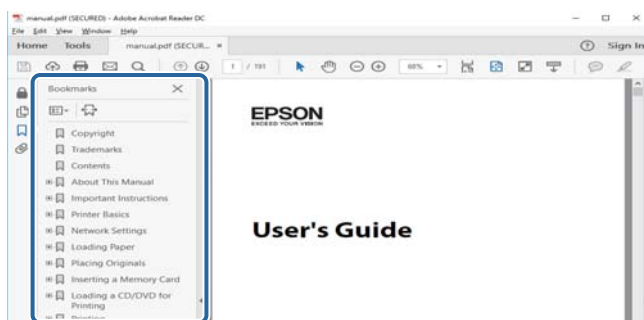 manual.pdf (SECURED) - Adobe Acrobat Reader DC
File Edit View Window Help
Home Tools manual.pdf (SECUR... ×
Sign In
1 / 191
68%
Bookmarks
Copyright
Trademarks
Contents
About This Manual
Important Instructions
Printer Basics
Network Settings
Loading Paper
Placing Originals
Inserting a Memory Card
Loading a CD/DVD for
Printing
Printing
EPSON
EXCEED YOUR VISION
User's Guide